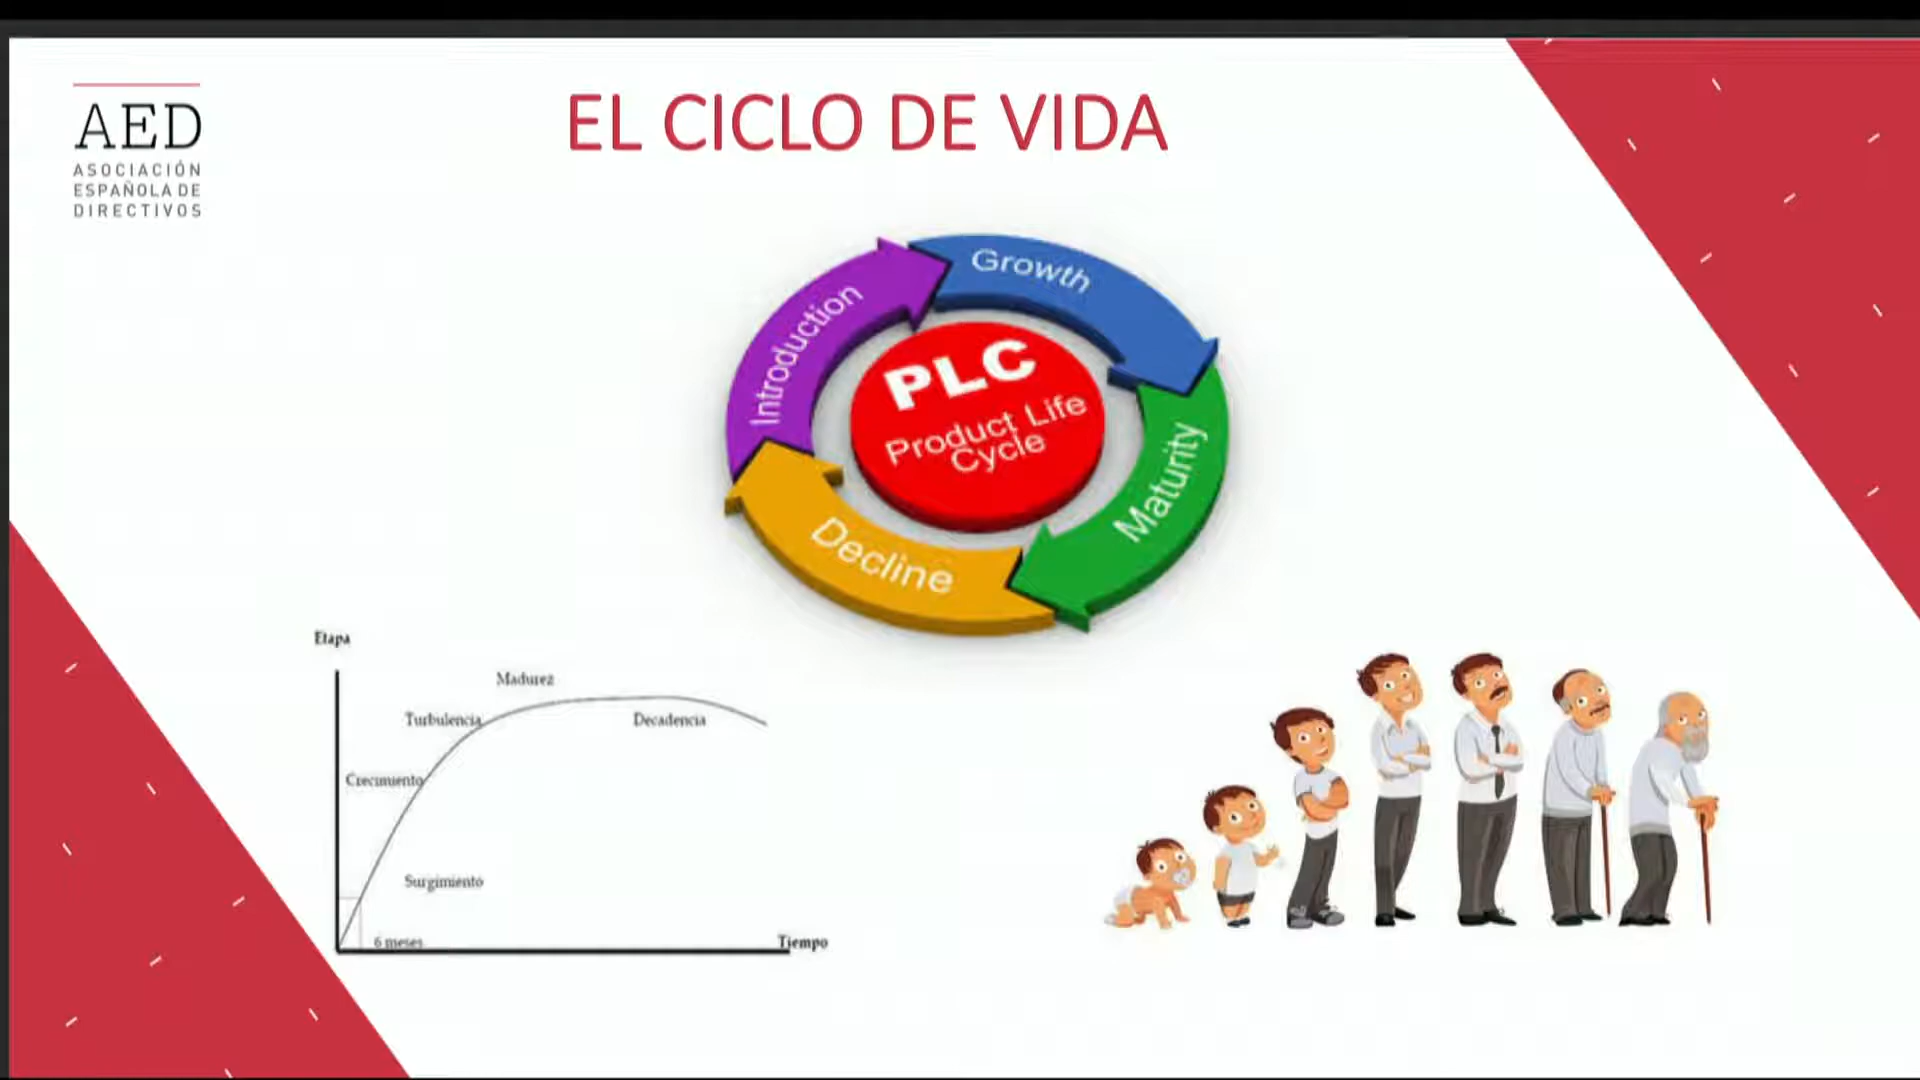 AED
ASOCIACIÓN
ESPAÑOLA DE
DIRECTIVOS
EL CICLO DE VIDA
Introduction
Growth
PLC
Product Life
Cycle
Maturity
Decline
Etapa
Madurez
Turbulencia
Decadencia
Crecimiento
Surgimiento
6 meses
Tiempo